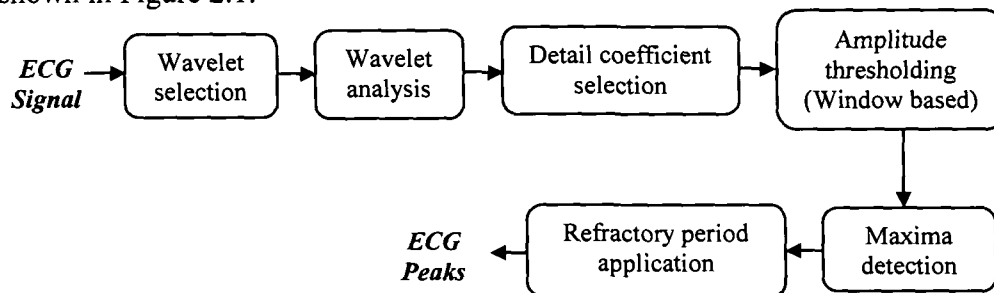 shown in Figure 2.1.
ECG
Signal
Wavelet
selection
Wavelet
analysis
Detail coefficient
selection
Amplitude
thresholding
(Window based)
Maxima
detection
Refractory period
application
ECG
Peaks